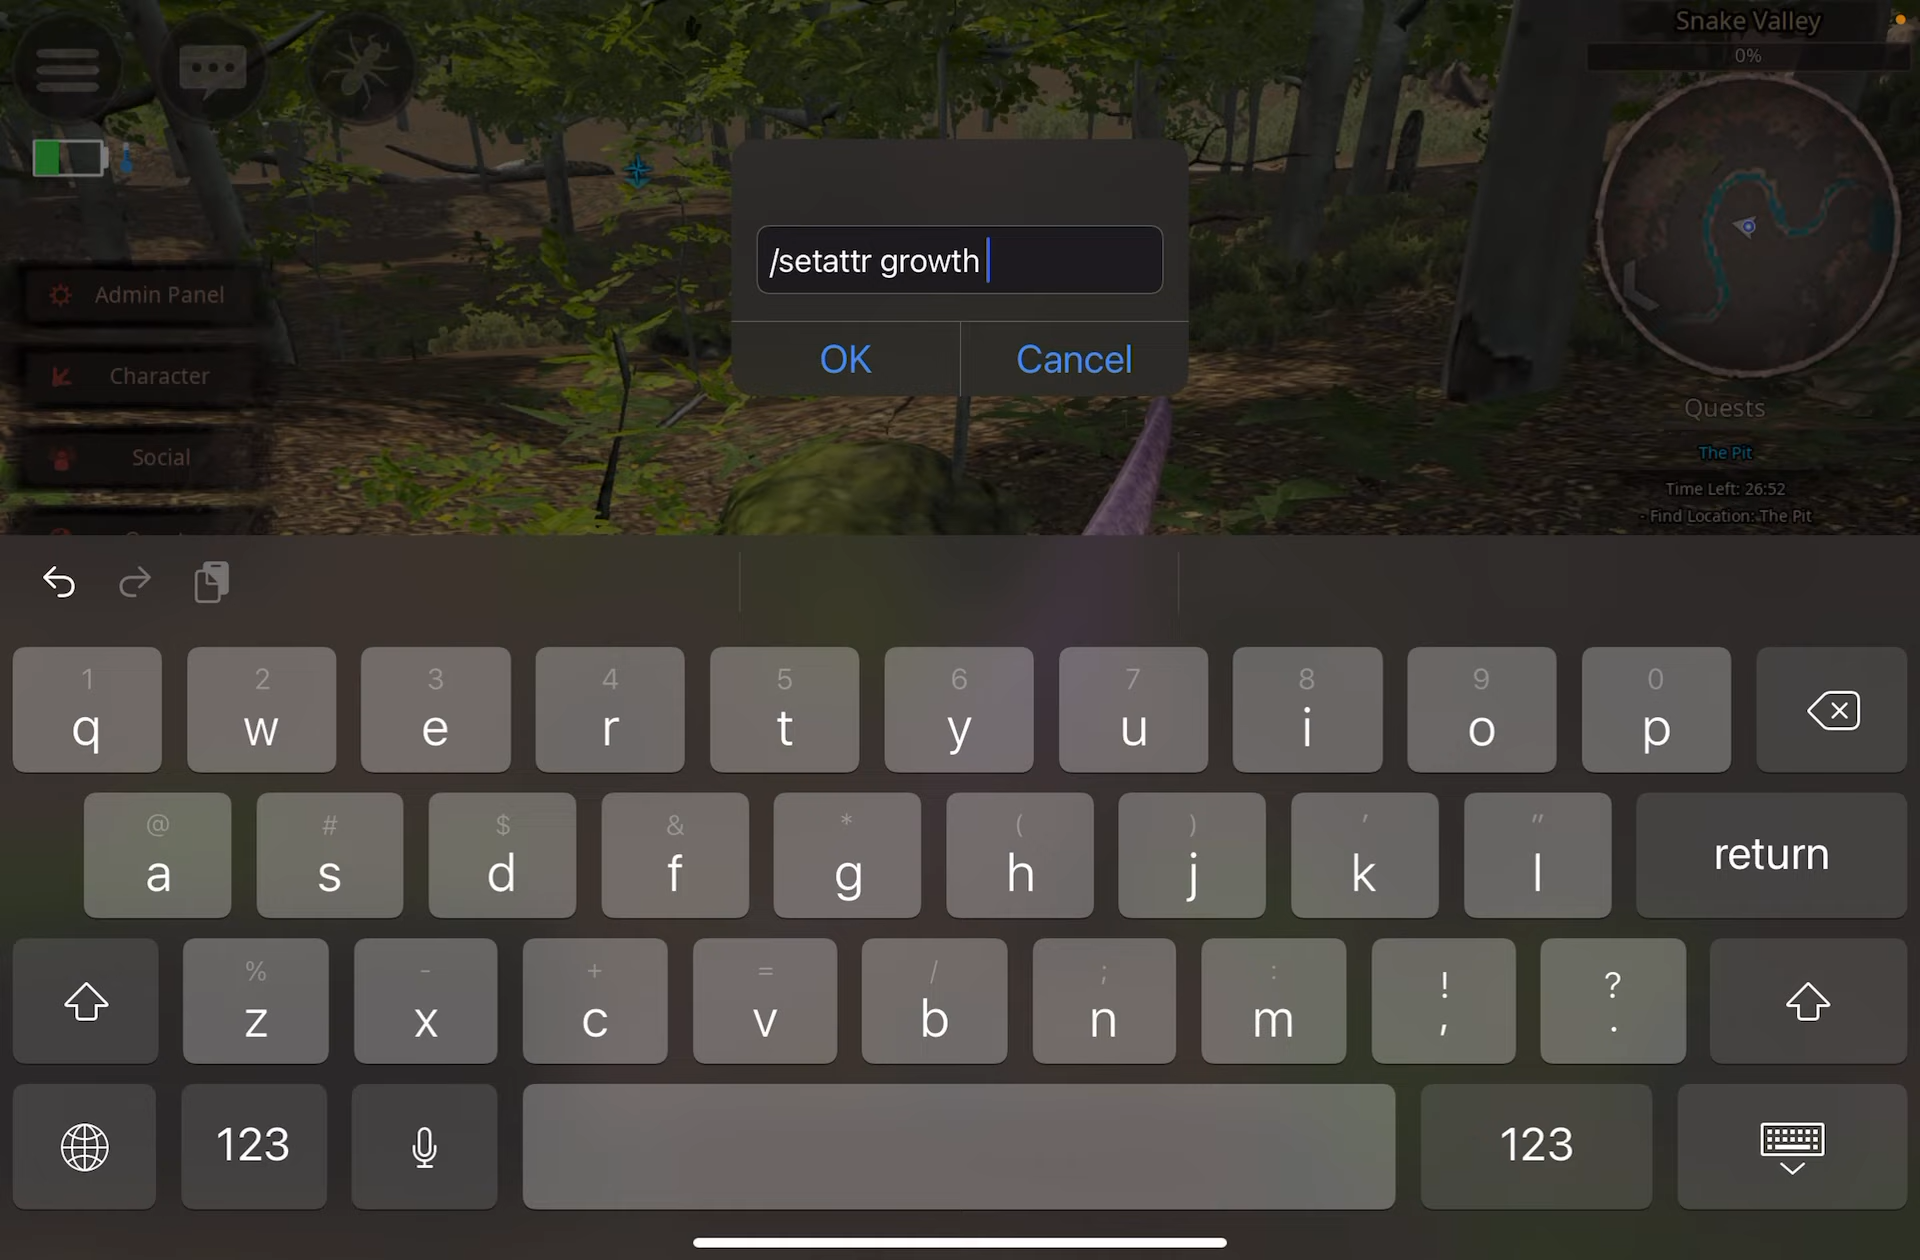 Snake Valley
0%
Admin Panel
Character
Social
/setattr growth
OK
Cancel
Quests
The Pit
Time Left: 26:52
- Find Location: The Pit
1 2 3 4 5 6 7 8 9 0
q w e r t y u i o p
@ # $ & * ( ) ' "
a s d f g h j k l return
% - + = / ; : ! ?
z x c v b n m , .
123 123